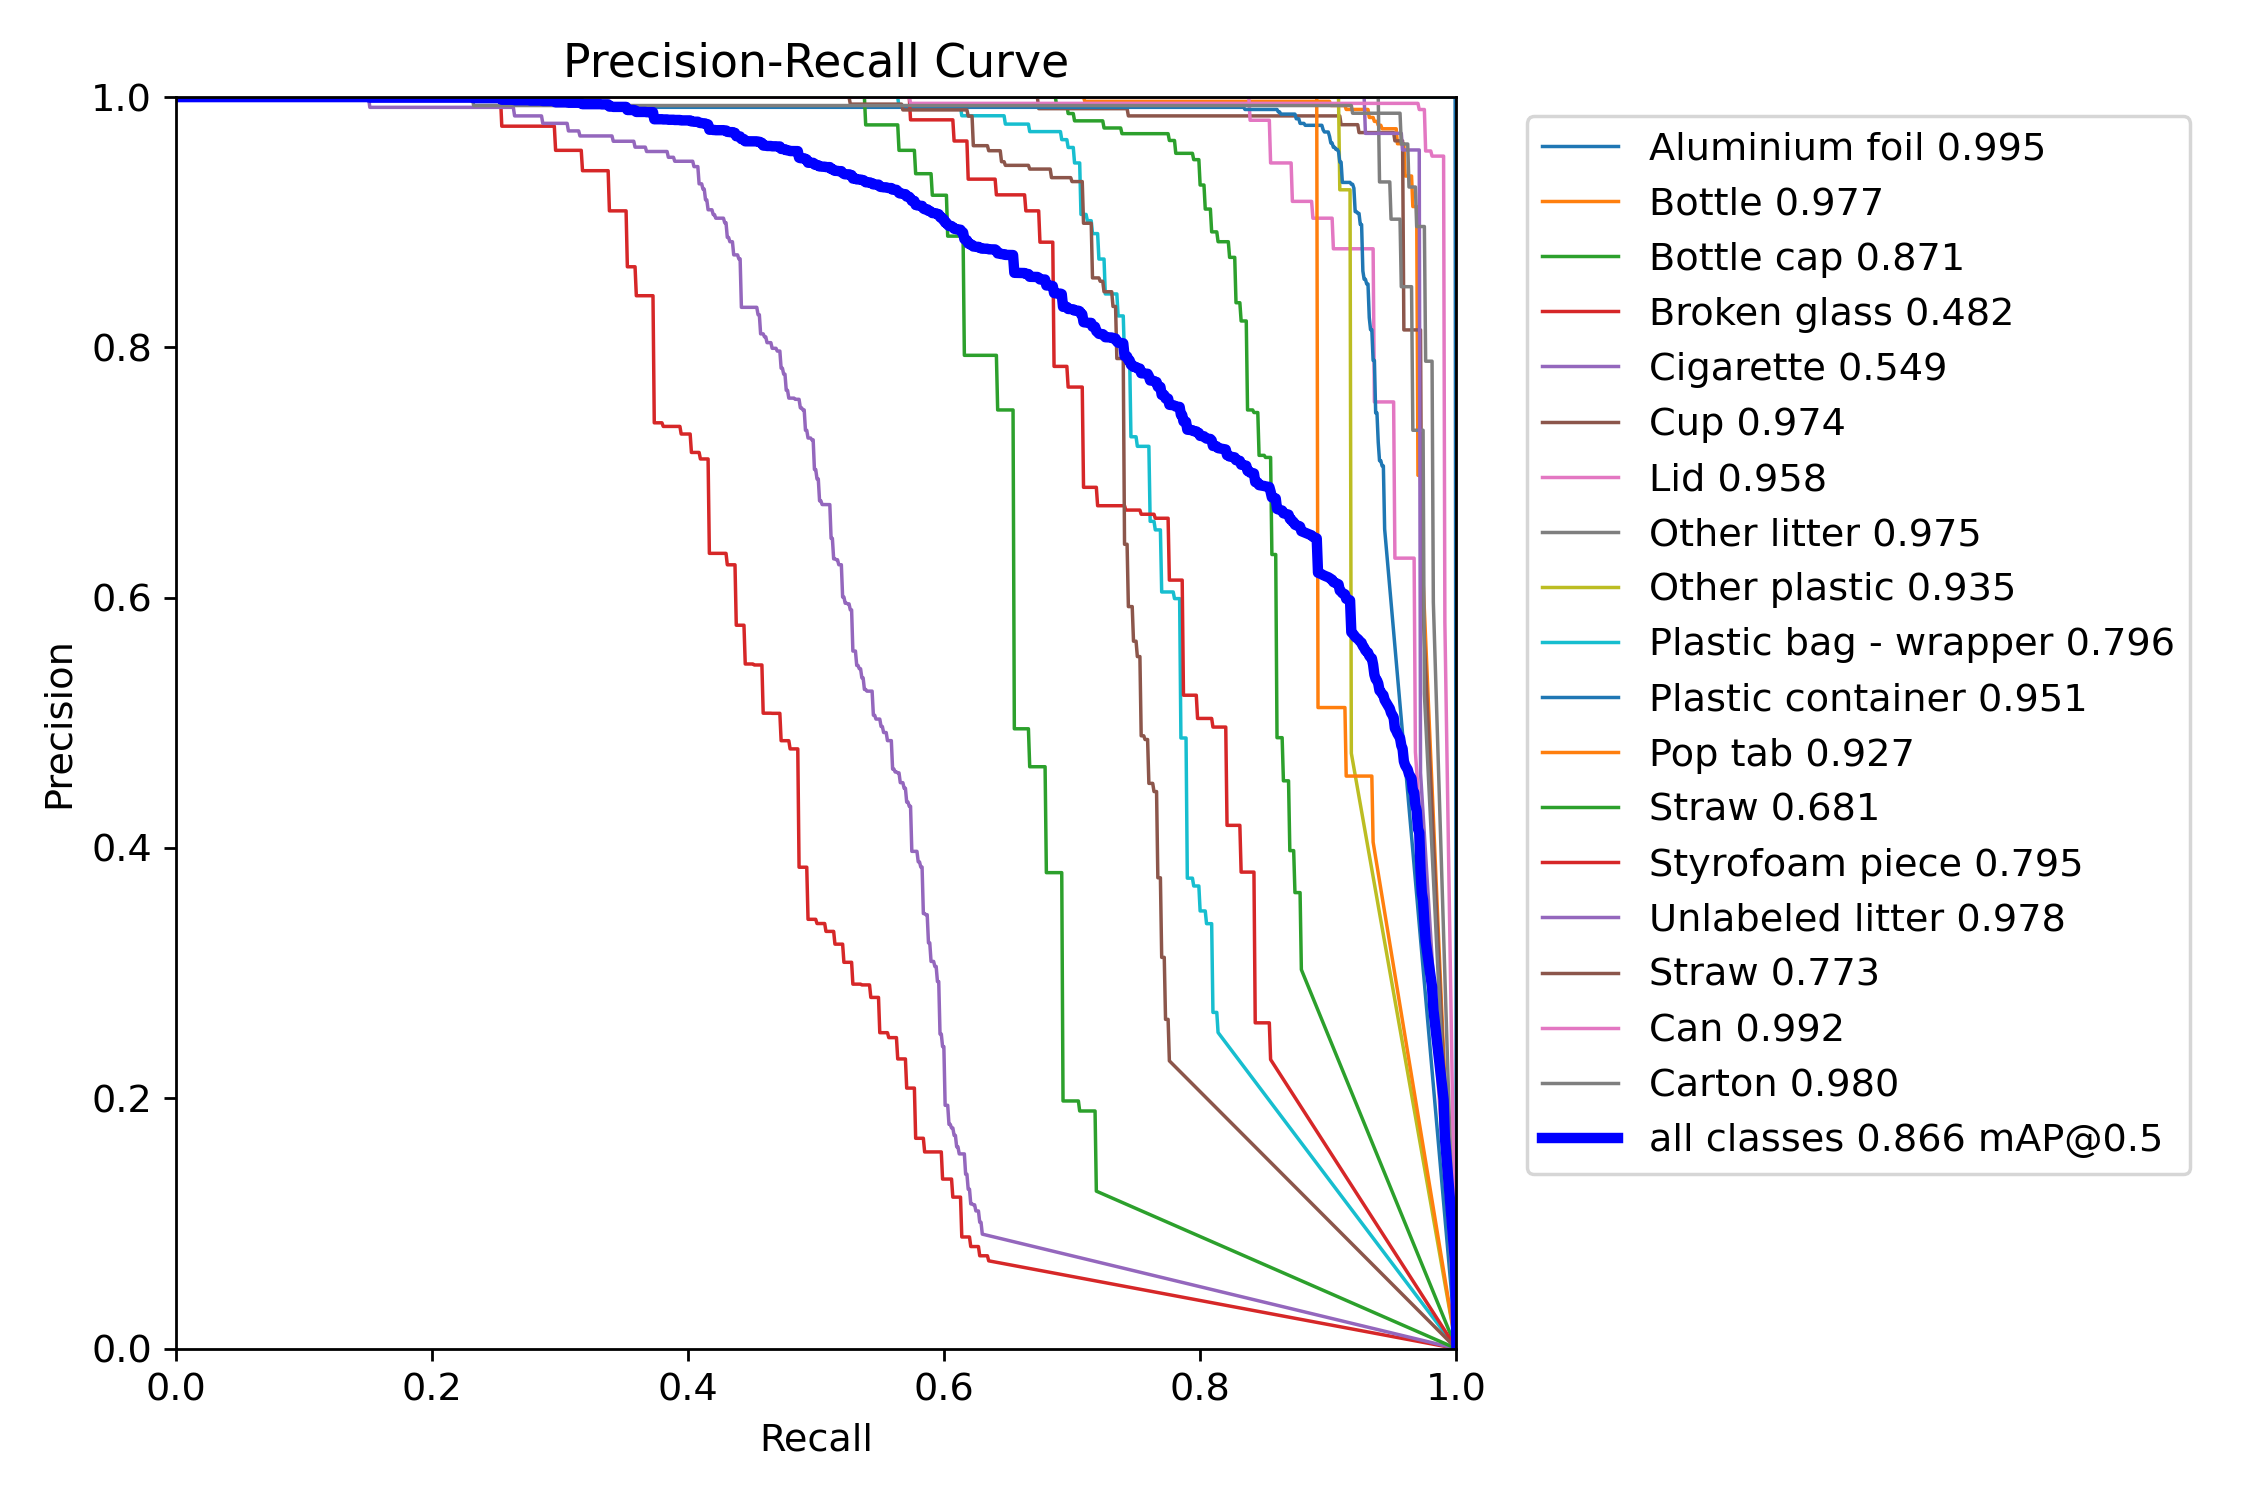 Precision-Recall Curve
1.0
0.8
0.6
0.4
0.2
0.0
Precision
0.0 0.2 0.4 0.6 0.8 1.0
Recall
Aluminium foil 0.995
Bottle 0.977
Bottle cap 0.871
Broken glass 0.482
Cigarette 0.549
Cup 0.974
Lid 0.958
Other litter 0.975
Other plastic 0.935
Plastic bag - wrapper 0.796
Plastic container 0.951
Pop tab 0.927
Straw 0.681
Styrofoam piece 0.795
Unlabeled litter 0.978
Straw 0.773
Can 0.992
Carton 0.980
all classes 0.866 mAP@0.5